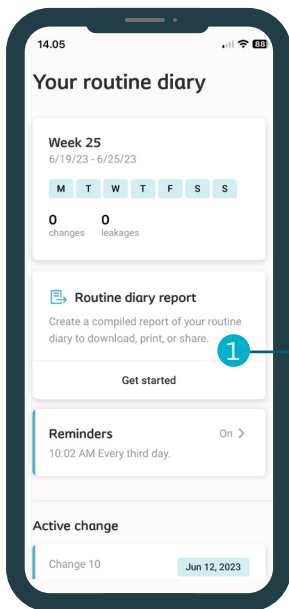 14.05 88
Your routine diary
Week 25
6/19/23 - 6/25/23
M T W T F S S
0 0
changes leakages
Routine diary report
Create a compiled report of your routine
diary to download, print, or share.
1
Get started
Reminders On >
10:02 AM Every third day.
Active change
Change 10 Jun 12, 2023